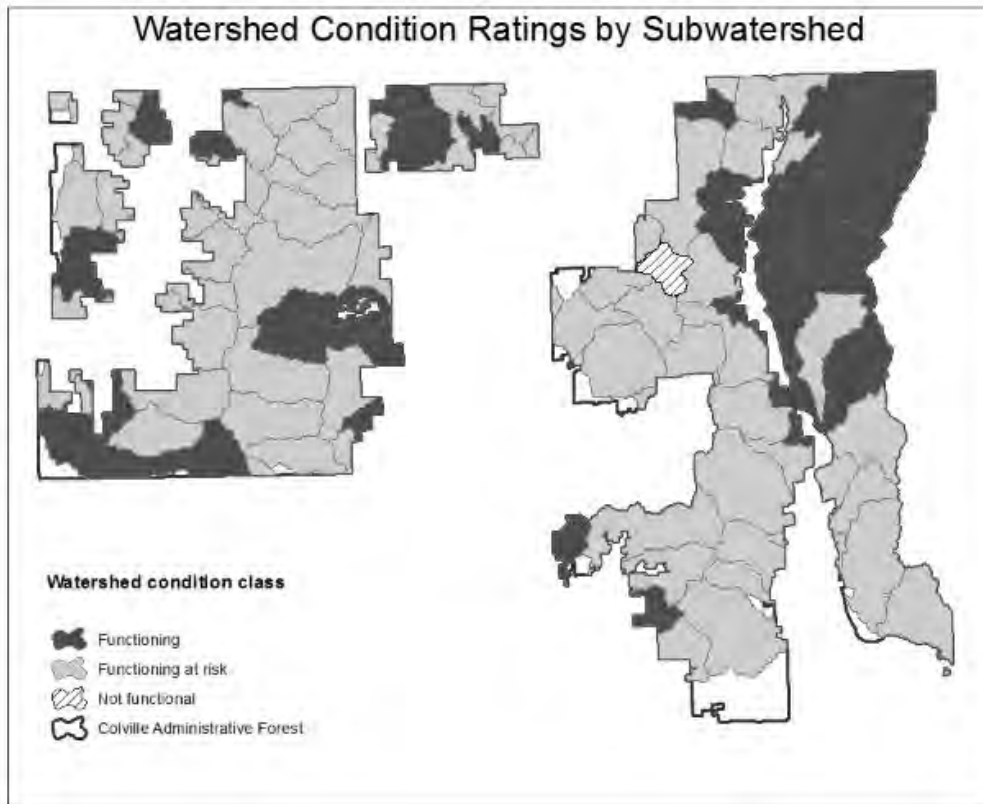 Watershed Condition Ratings by Subwatershed
Watershed condition class
Functioning
Functioning at risk
Not functional
Colville Administrative Forest